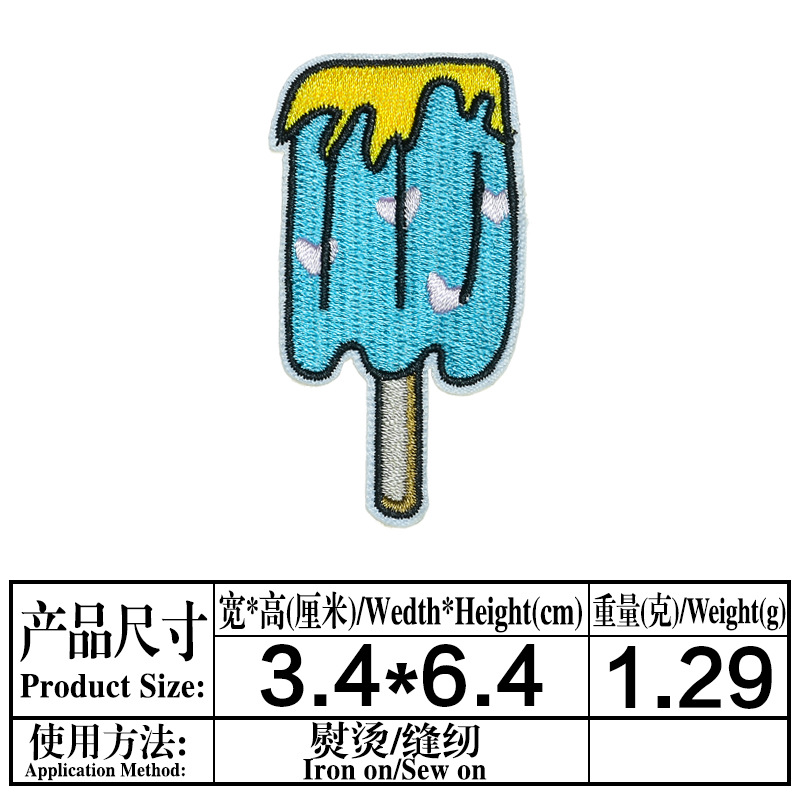 产品尺寸
Product Size:
宽*高(厘米)/Wedth*Height(cm)
重量(克)/Weight(g)
3.4*6.4
1.29
使用方法:
Application Method:
熨烫/缝纫
Iron on/Sew on